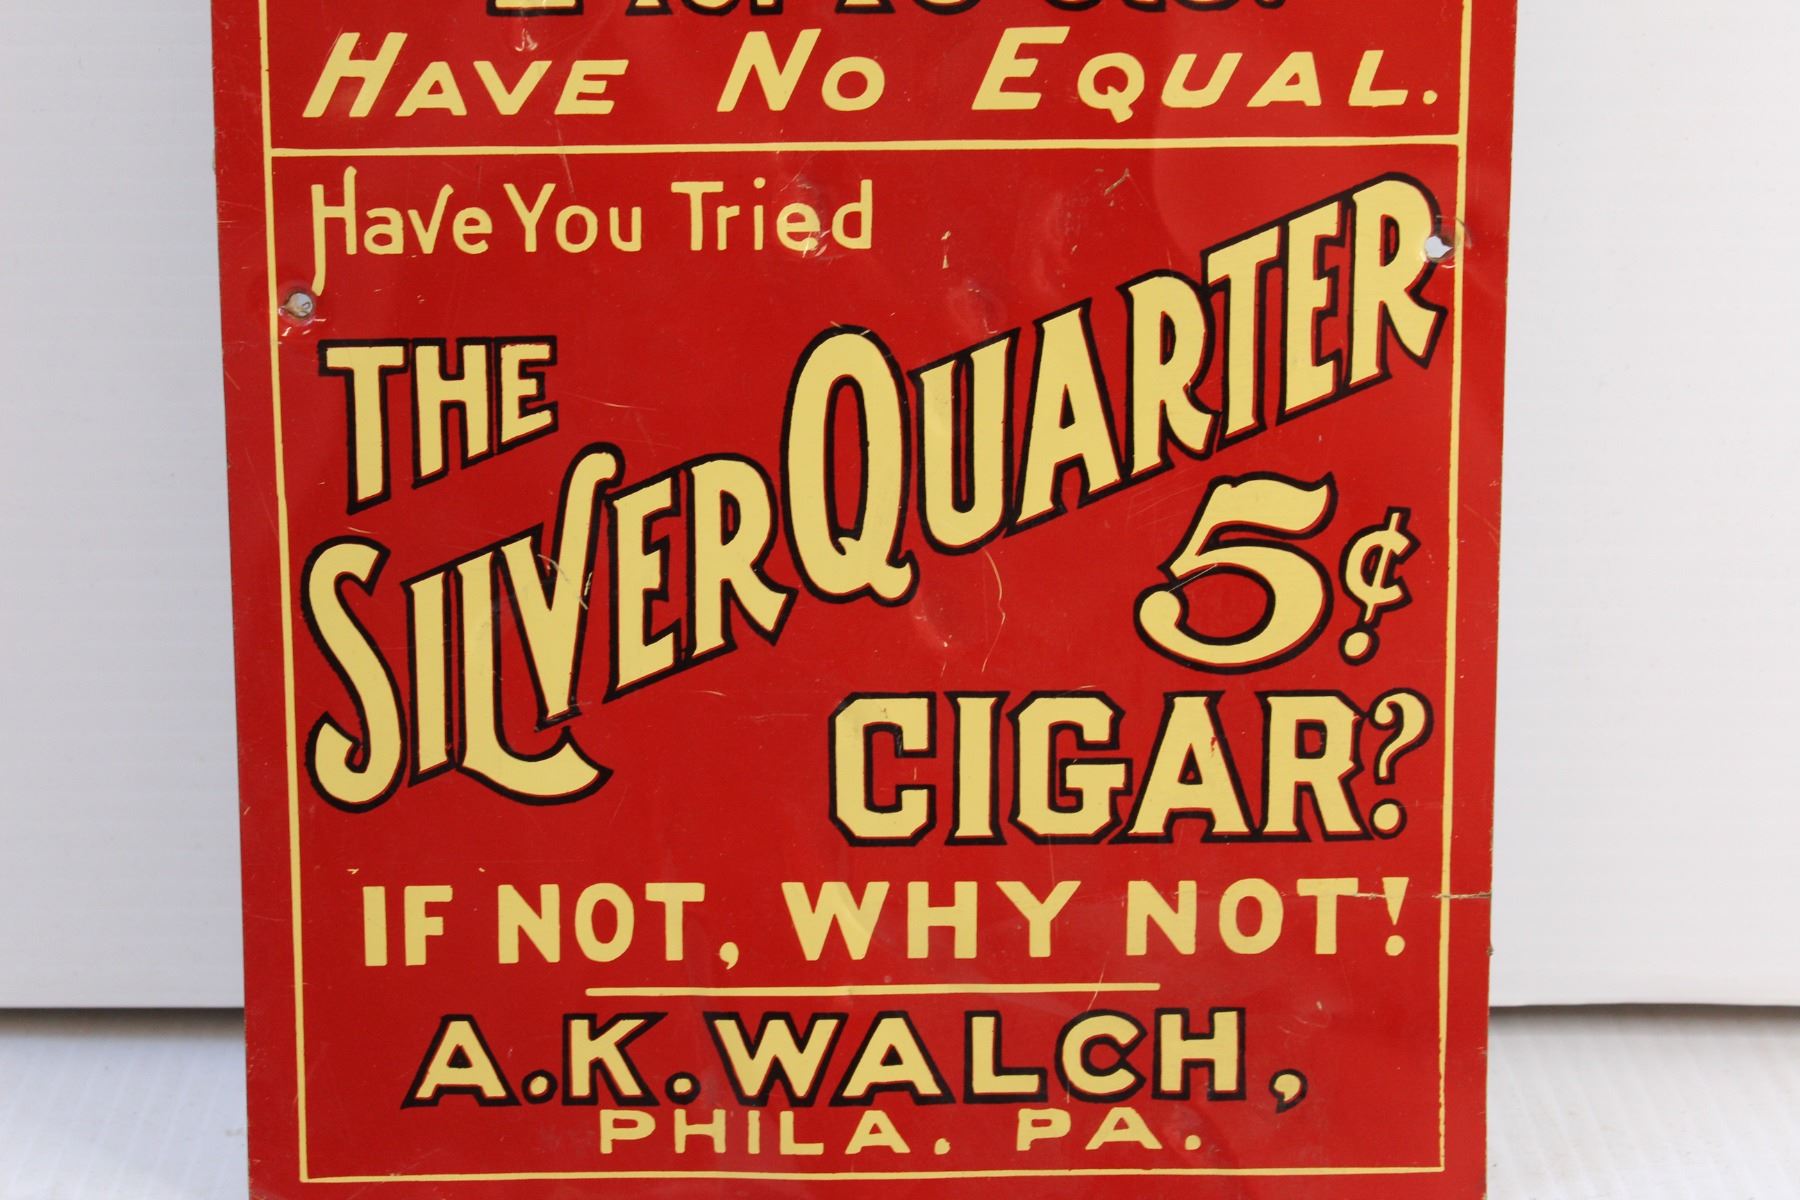 HAVE NO EQUAL.
Have You Tried
THE
SILVER QUARTER
5¢
CIGAR?
IF NOT, WHY NOT!
A.K. WALCH,
PHILA. PA.